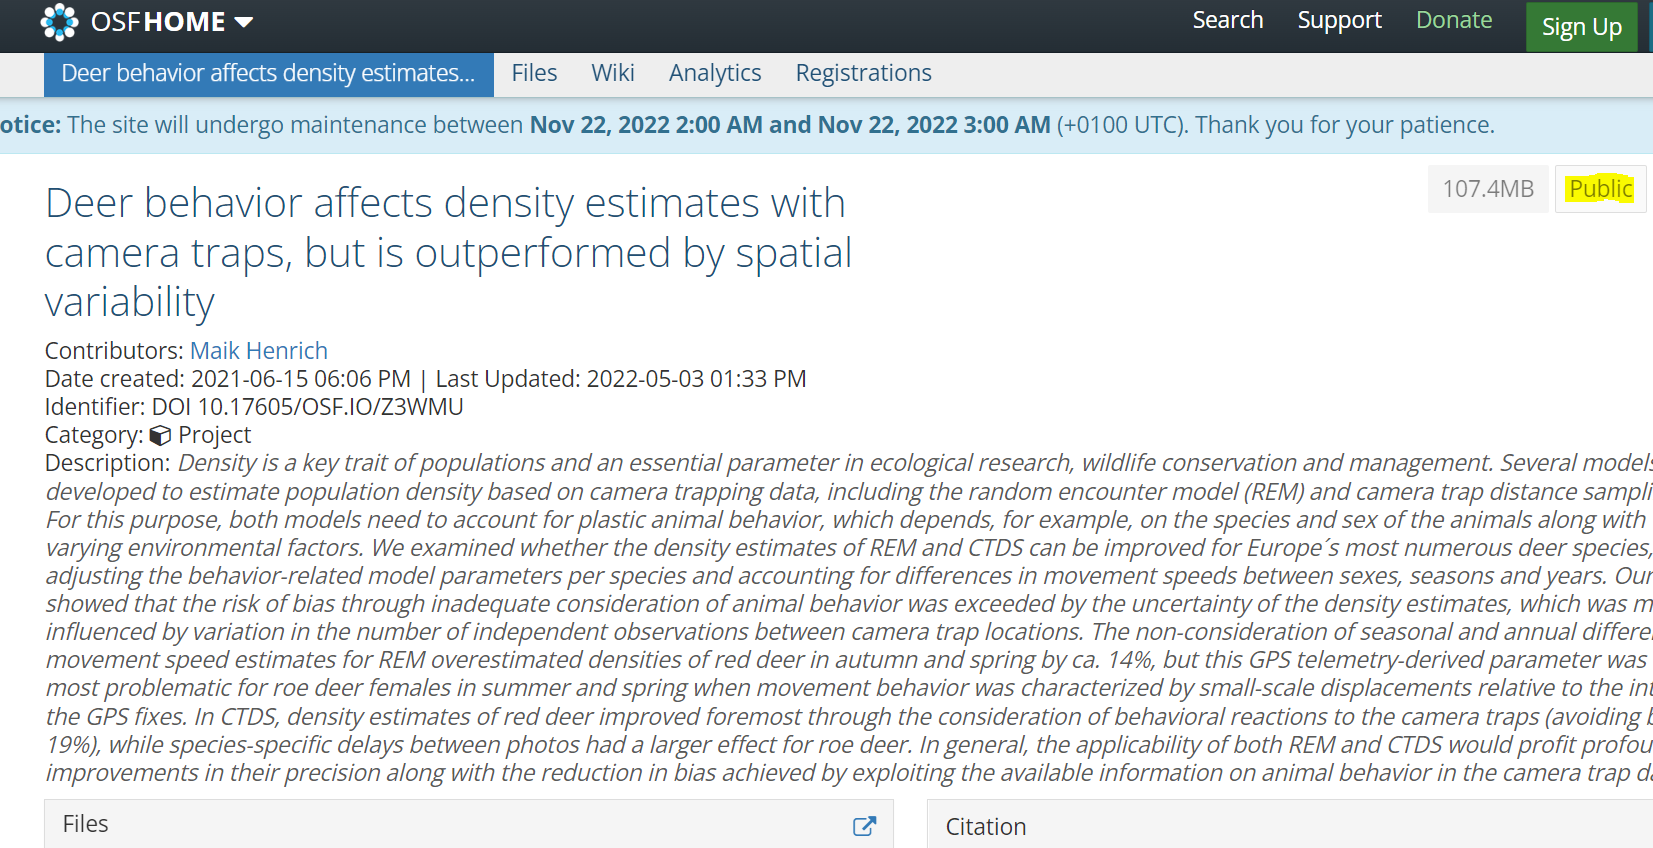 OSFHOME Search Support Donate Sign Up
Deer behavior affects density estimates... Files Wiki Analytics Registrations
otice: The site will undergo maintenance between Nov 22, 2022 2:00 AM and Nov 22, 2022 3:00 AM (+0100 UTC). Thank you for your patience.
107.4MB Public
Deer behavior affects density estimates with
camera traps, but is outperformed by spatial
variability
Contributors: Maik Henrich
Date created: 2021-06-15 06:06 PM | Last Updated: 2022-05-03 01:33 PM
Identifier: DOI 10.17605/OSF.IO/Z3WMU
Category: Project
Description: Density is a key trait of populations and an essential parameter in ecological research, wildlife conservation and management. Several models
developed to estimate population density based on camera trapping data, including the random encounter model (REM) and camera trap distance sampli
For this purpose, both models need to account for plastic animal behavior, which depends, for example, on the species and sex of the animals along with
varying environmental factors. We examined whether the density estimates of REM and CTDS can be improved for Europe´s most numerous deer species,
adjusting the behavior-related model parameters per species and accounting for differences in movement speeds between sexes, seasons and years. Our
showed that the risk of bias through inadequate consideration of animal behavior was exceeded by the uncertainty of the density estimates, which was m
influenced by variation in the number of independent observations between camera trap locations. The non-consideration of seasonal and annual differe
movement speed estimates for REM overestimated densities of red deer in autumn and spring by ca. 14%, but this GPS telemetry-derived parameter was
most problematic for roe deer females in summer and spring when movement behavior was characterized by small-scale displacements relative to the int
the GPS fixes. In CTDS, density estimates of red deer improved foremost through the consideration of behavioral reactions to the camera traps (avoiding b
19%), while species-specific delays between photos had a larger effect for roe deer. In general, the applicability of both REM and CTDS would profit profou
improvements in their precision along with the reduction in bias achieved by exploiting the available information on animal behavior in the camera trap da
Files
Citation